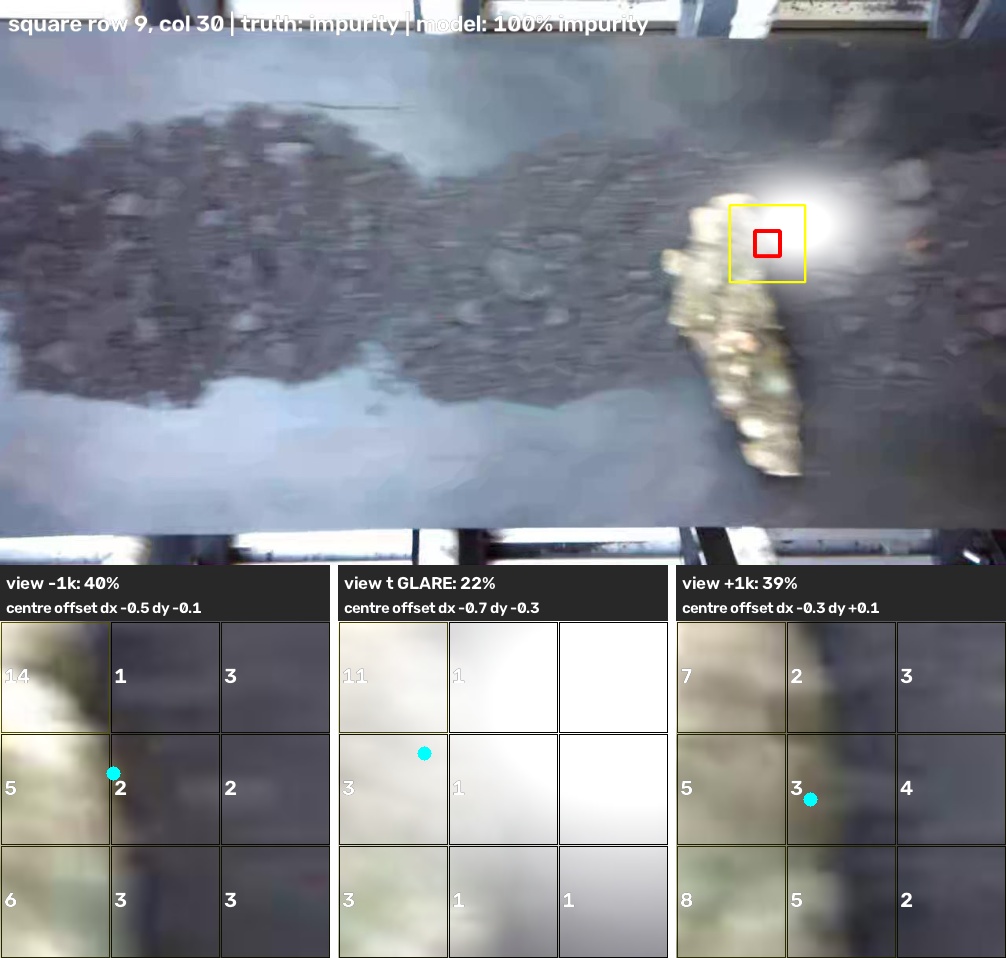 square row 9, col 30 | truth: impurity | model: 100% impurity
view -1k: 40%
centre offset dx -0.5 dy -0.1
view t GLARE: 22%
centre offset dx -0.7 dy -0.3
view +1k: 39%
centre offset dx -0.3 dy +0.1
14 1 3
5 2 2
6 3 3
11 1
3 1
3 1 1
7 2 3
5 3 4
8 5 2